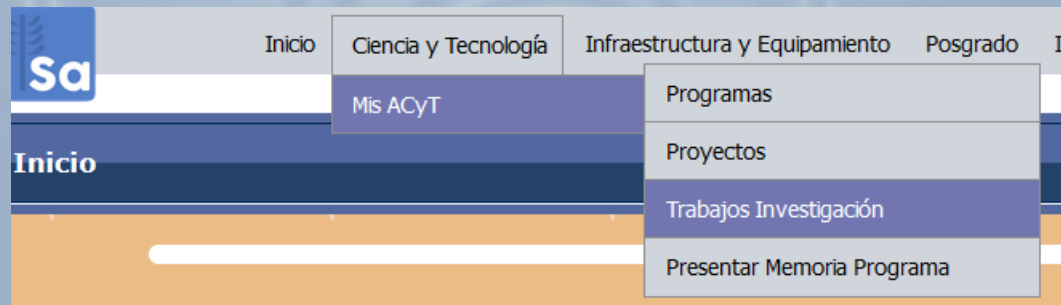 Sa
Inicio Ciencia y Tecnología Infraestructura y Equipamiento Posgrado
Mis ACyT
Programas
Inicio
Proyectos
Trabajos Investigación
Presentar Memoria Programa